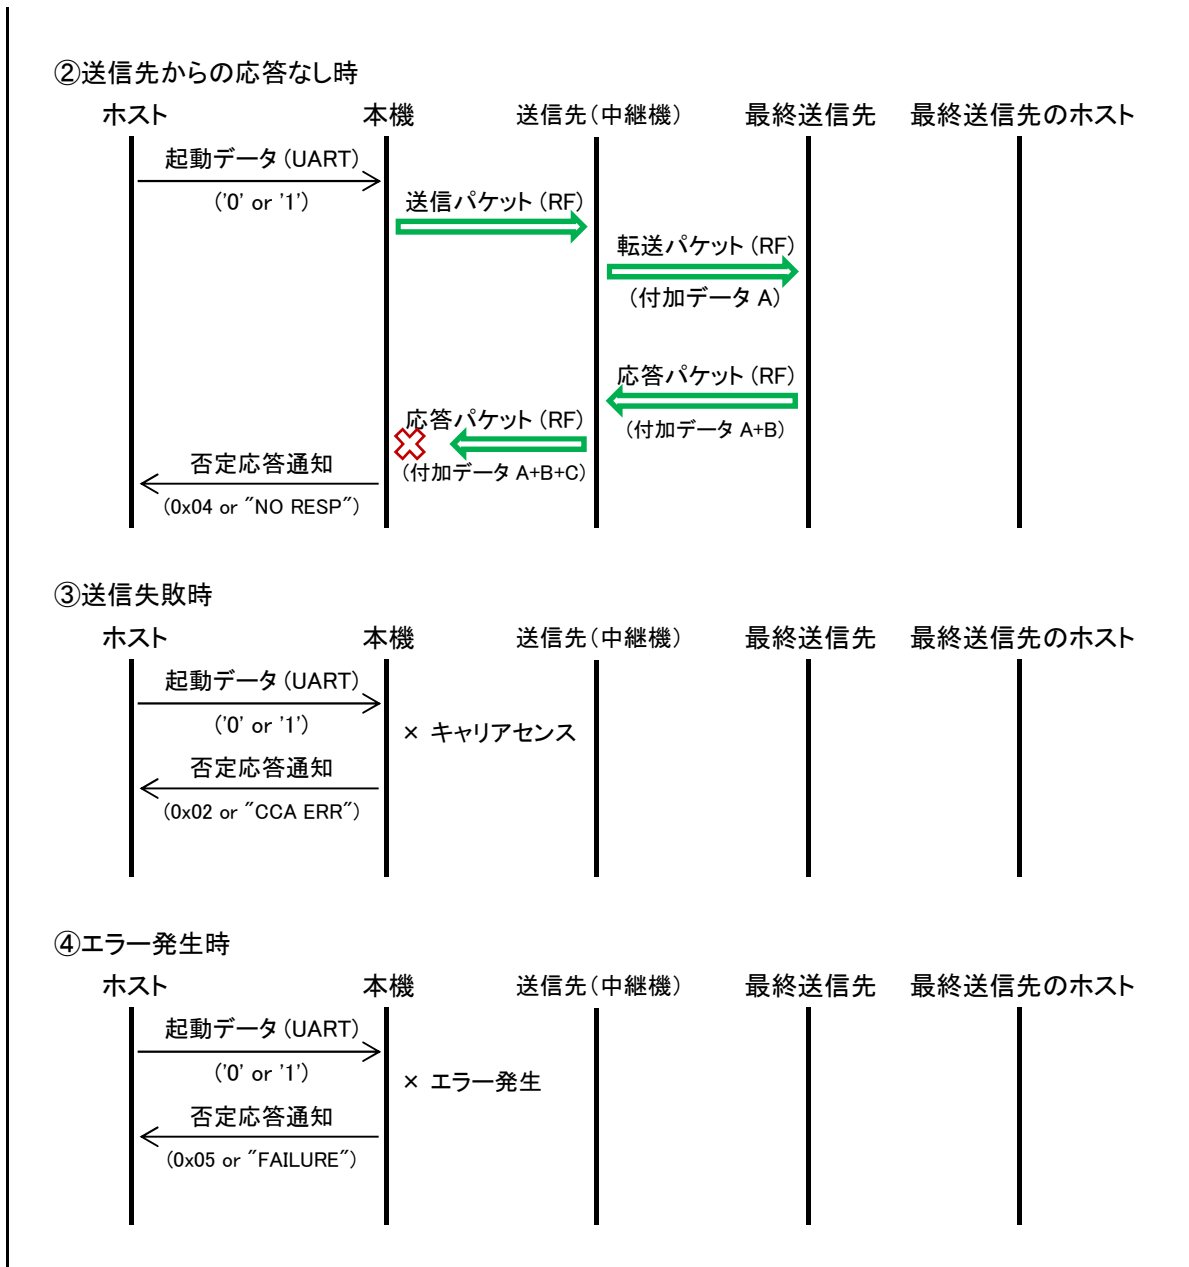 ②送信先からの応答なし時
ホスト 本機 送信先（中継機） 最終送信先 最終送信先のホスト
起動データ（UART）
（’0’ or ’1’）
送信パケット（RF）
転送パケット（RF）
（付加データ A）
応答パケット（RF）
（付加データ A+B）
応答パケット（RF）
（付加データ A+B+C）
否定応答通知
（0x04 or ”NO RESP”）
③送信失敗時
ホスト 本機 送信先（中継機） 最終送信先 最終送信先のホスト
起動データ（UART）
（’0’ or ’1’）
× キャリアセンス
否定応答通知
（0x02 or ”CCA ERR”）
④エラー発生時
ホスト 本機 送信先（中継機） 最終送信先 最終送信先のホスト
起動データ（UART）
（’0’ or ’1’）
× エラー発生
否定応答通知
（0x05 or ”FAILURE”）